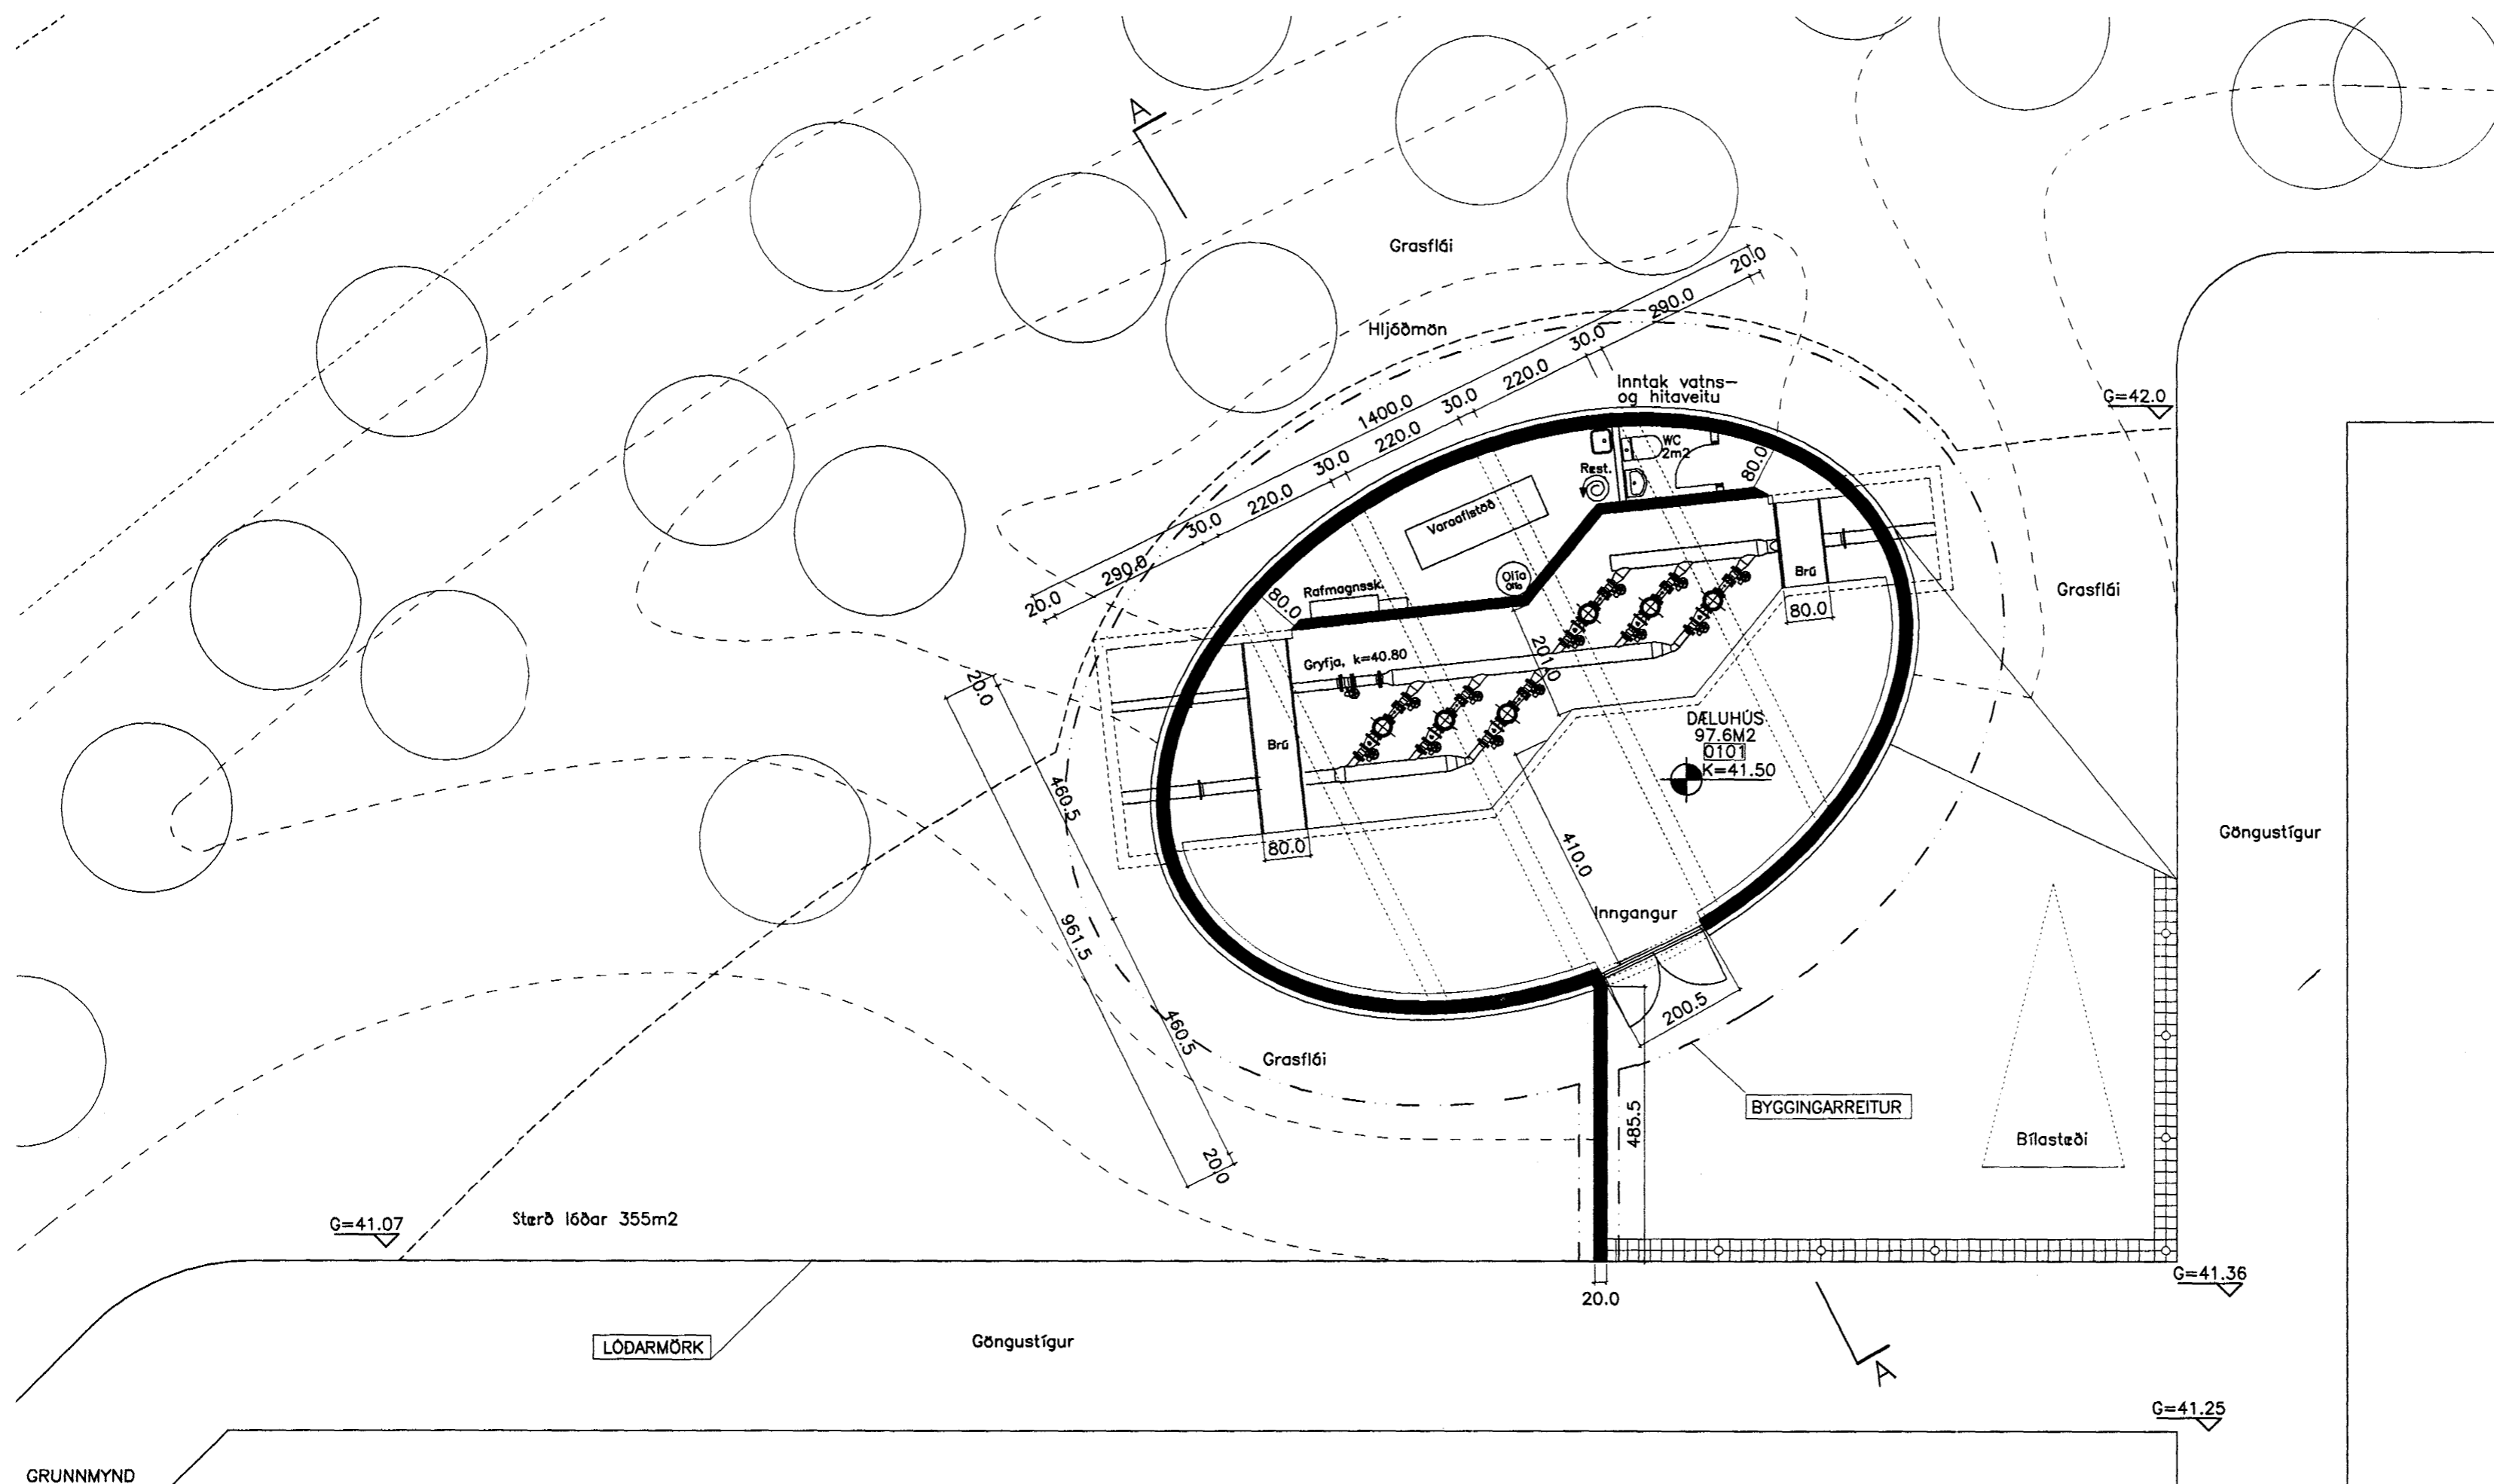 A
Grasflái
20.0
290.0
Hljóðmön
30.0
Inntak vatns-
og hitaveitu
220.0
1400.0
30.0
220.0
30.0
220.0
30.0
290.0
20.0
G=42.0
WC
2m2
80.0
Ræst.
Varaaflstöð
Olía
Olía
Rafmagnssk.
80.0
Brú
80.0
Grasflái
Gryfja, k=40.80
201.0
20.0
Brú
DÆLUHÚS
97.6M2
0101
K=41.50
460.5
80.0
410.0
Göngustígur
961.5
Inngangur
200.5
460.5
Grasflái
BYGGINGARREITUR
485.5
Bílastæði
20.0
G=41.07
Stærð lóðar 355m2
G=41.36
20.0
LÓÐARMÖRK
Göngustígur
A
G=41.25
GRUNNMYND